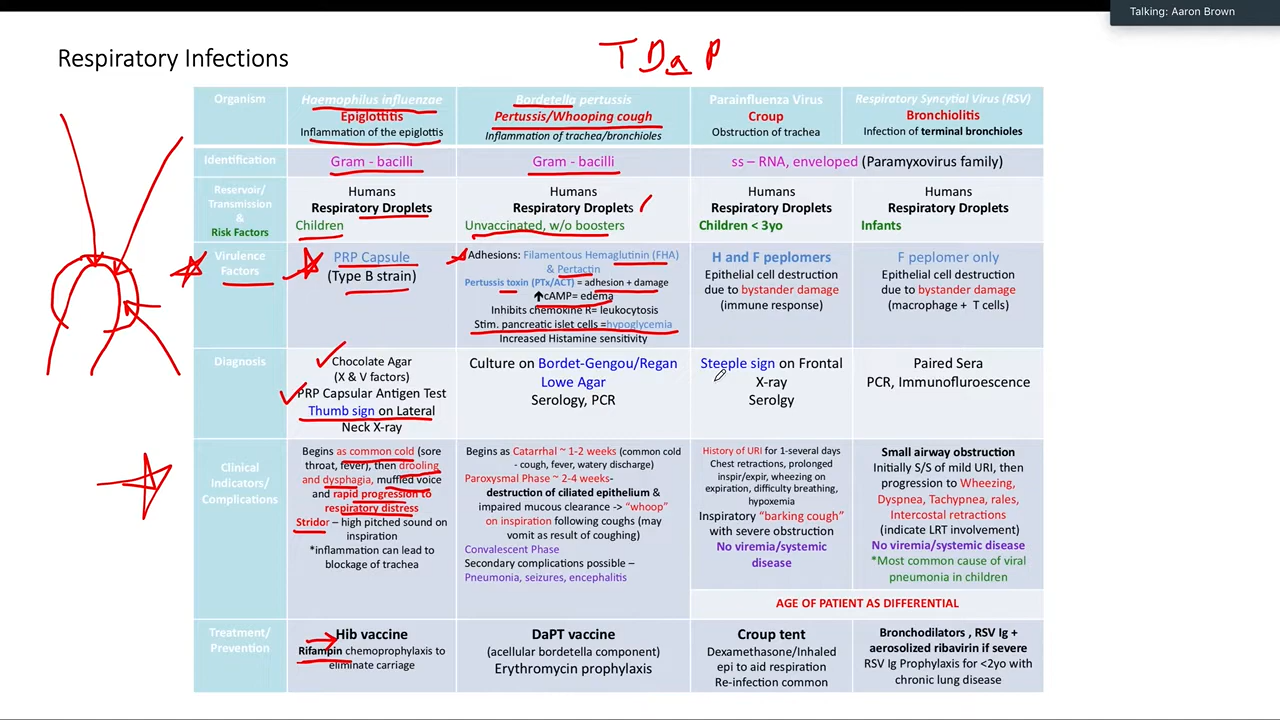 Talking: Aaron Brown
Respiratory Infections
T D a P
Organism
Haemophilus influenzae
Epiglottitis
Inflammation of the epiglottis
Bordetella pertussis
Pertussis/Whooping cough
Inflammation of trachea/bronchioles
Parainfluenza Virus
Croup
Obstruction of trachea
Respiratory Syncytial Virus (RSV)
Bronchiolitis
Infection of terminal bronchioles
Identification
Gram - bacilli
Gram - bacilli
ss – RNA, enveloped (Paramyxovirus family)
Reservoir/
Transmission
&
Risk Factors
Humans
Respiratory Droplets
Children
Humans
Respiratory Droplets
Unvaccinated, w/o boosters
Humans
Respiratory Droplets
Children < 3yo
Humans
Respiratory Droplets
Infants
Virulence
Factors
PRP Capsule
(Type B strain)
Adhesions: Filamentous Hemaglutinin (FHA)
& Pertactin
Pertussis toxin (PTx/ACT) = adhesion + damage
⬆cAMP= edema
Inhibits chemokine R= leukocytosis
Stim. pancreatic islet cells =hypoglycemia
Increased Histamine sensitivity
H and F peplomers
Epithelial cell destruction
due to bystander damage
(immune response)
F peplomer only
Epithelial cell destruction
due to bystander damage
(macrophage + T cells)
Diagnosis
Chocolate Agar
(X & V factors)
PRP Capsular Antigen Test
Thumb sign on Lateral
Neck X-ray
Culture on Bordet-Gengou/Regan
Lowe Agar
Serology, PCR
Steeple sign on Frontal
X-ray
Serolgy
Paired Sera
PCR, Immunofluroescence
Clinical
Indicators/
Complications
Begins as common cold (sore
throat, fever), then drooling
and dysphagia, muffled voice
and rapid progression to
respiratory distress
Stridor – high pitched sound on
inspiration
*inflammation can lead to
blockage of trachea
Begins as Catarrhal ~ 1-2 weeks (common cold
- cough, fever, watery discharge)
Paroxysmal Phase ~ 2-4 weeks-
destruction of ciliated epithelium &
impaired mucous clearance -> “whoop”
on inspiration following coughs (may
vomit as result of coughing)
Convalescent Phase
Secondary complications possible –
Pneumonia, seizures, encephalitis
History of URI for 1-several days
Chest retractions, prolonged
inspir/expir, wheezing on
expiration, difficulty breathing,
hypoxemia
Inspiratory “barking cough”
with severe obstruction
No viremia/systemic
disease
Small airway obstruction
Initially S/S of mild URI, then
progression to Wheezing,
Dyspnea, Tachypnea, rales,
Intercostal retractions
(indicate LRT involvement)
No viremia/systemic disease
*Most common cause of viral
pneumonia in children
AGE OF PATIENT AS DIFFERENTIAL
Treatment/
Prevention
Hib vaccine
Rifampin chemoprophylaxis to
eliminate carriage
DaPT vaccine
(acellular bordetella component)
Erythromycin prophylaxis
Croup tent
Dexamethasone/Inhaled
epi to aid respiration
Re-infection common
Bronchodilators , RSV Ig +
aerosolized ribavirin if severe
RSV Ig Prophylaxis for <2yo with
chronic lung disease